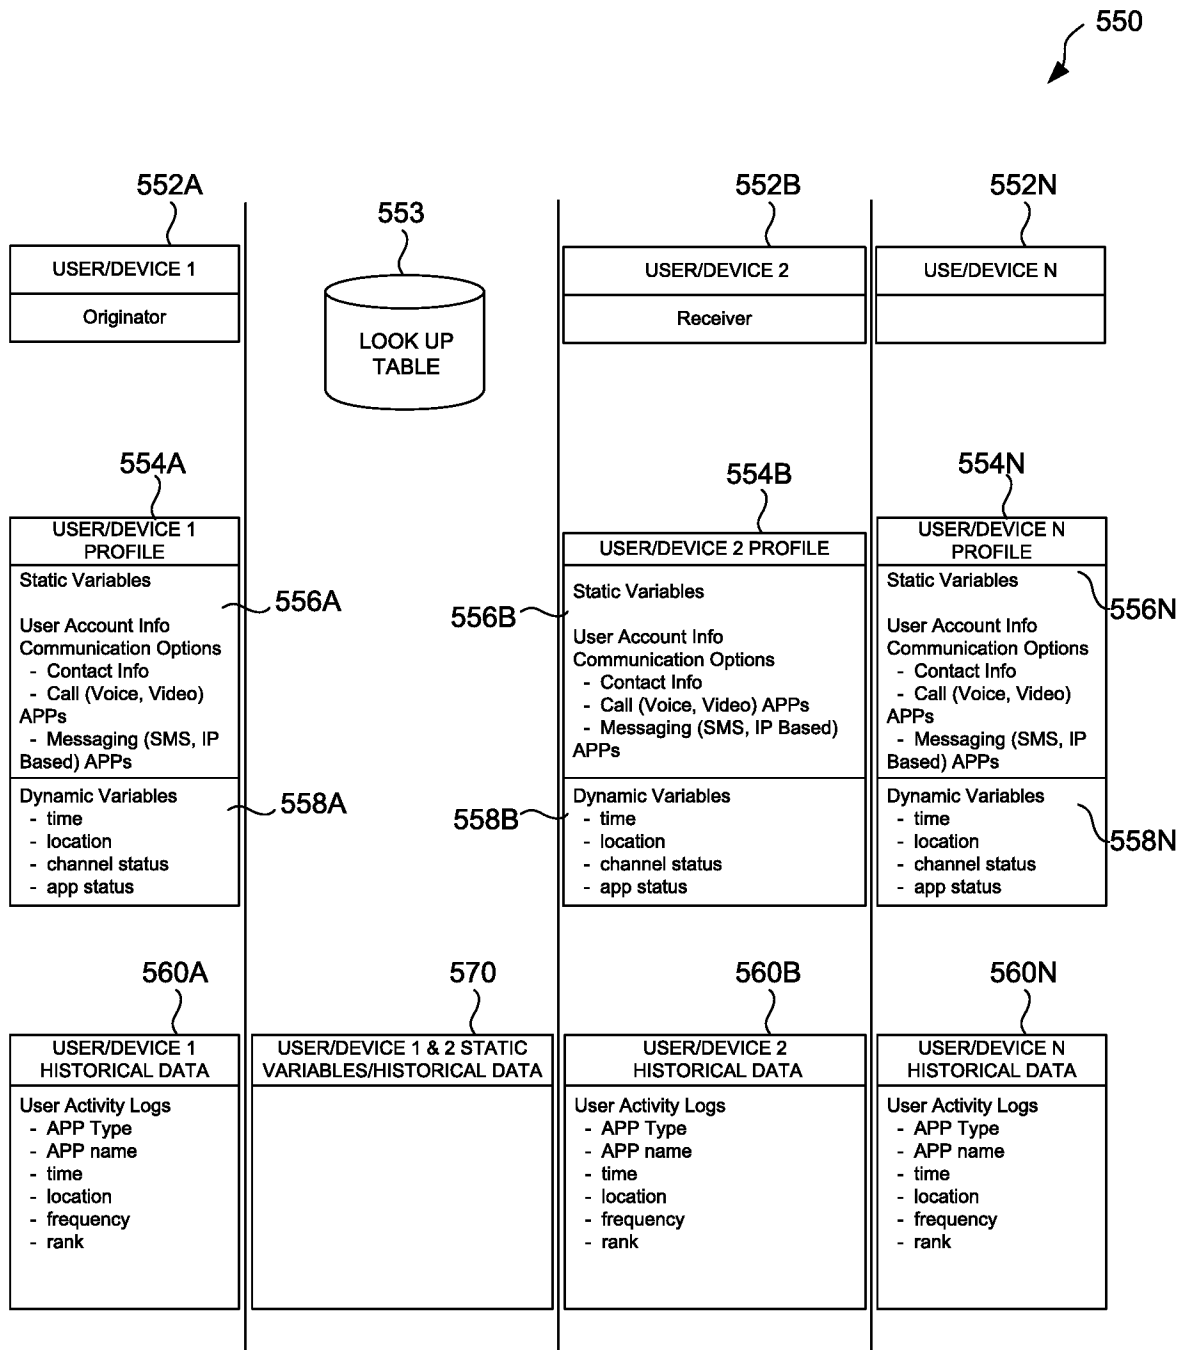 550
552A
552B
552N
553
USER/DEVICE 1
Originator
LOOK UP
TABLE
USER/DEVICE 2
Receiver
USE/DEVICE N
554A
554B
554N
USER/DEVICE 1
PROFILE
Static Variables
User Account Info
Communication Options
- Contact Info
- Call (Voice, Video)
APPs
- Messaging (SMS, IP
Based) APPs
556A
Dynamic Variables
- time
- location
- channel status
- app status
558A
USER/DEVICE 2 PROFILE
Static Variables
User Account Info
Communication Options
- Contact Info
- Call (Voice, Video) APPs
- Messaging (SMS, IP Based)
APPs
556B
Dynamic Variables
- time
- location
- channel status
- app status
558B
USER/DEVICE N
PROFILE
Static Variables
User Account Info
Communication Options
- Contact Info
- Call (Voice, Video)
APPs
- Messaging (SMS, IP
Based) APPs
556N
Dynamic Variables
- time
- location
- channel status
- app status
558N
560A
570
560B
560N
USER/DEVICE 1
HISTORICAL DATA
User Activity Logs
- APP Type
- APP name
- time
- location
- frequency
- rank
USER/DEVICE 1 & 2 STATIC
VARIABLES/HISTORICAL DATA
USER/DEVICE 2
HISTORICAL DATA
User Activity Logs
- APP Type
- APP name
- time
- location
- frequency
- rank
USER/DEVICE N
HISTORICAL DATA
User Activity Logs
- APP Type
- APP name
- time
- location
- frequency
- rank